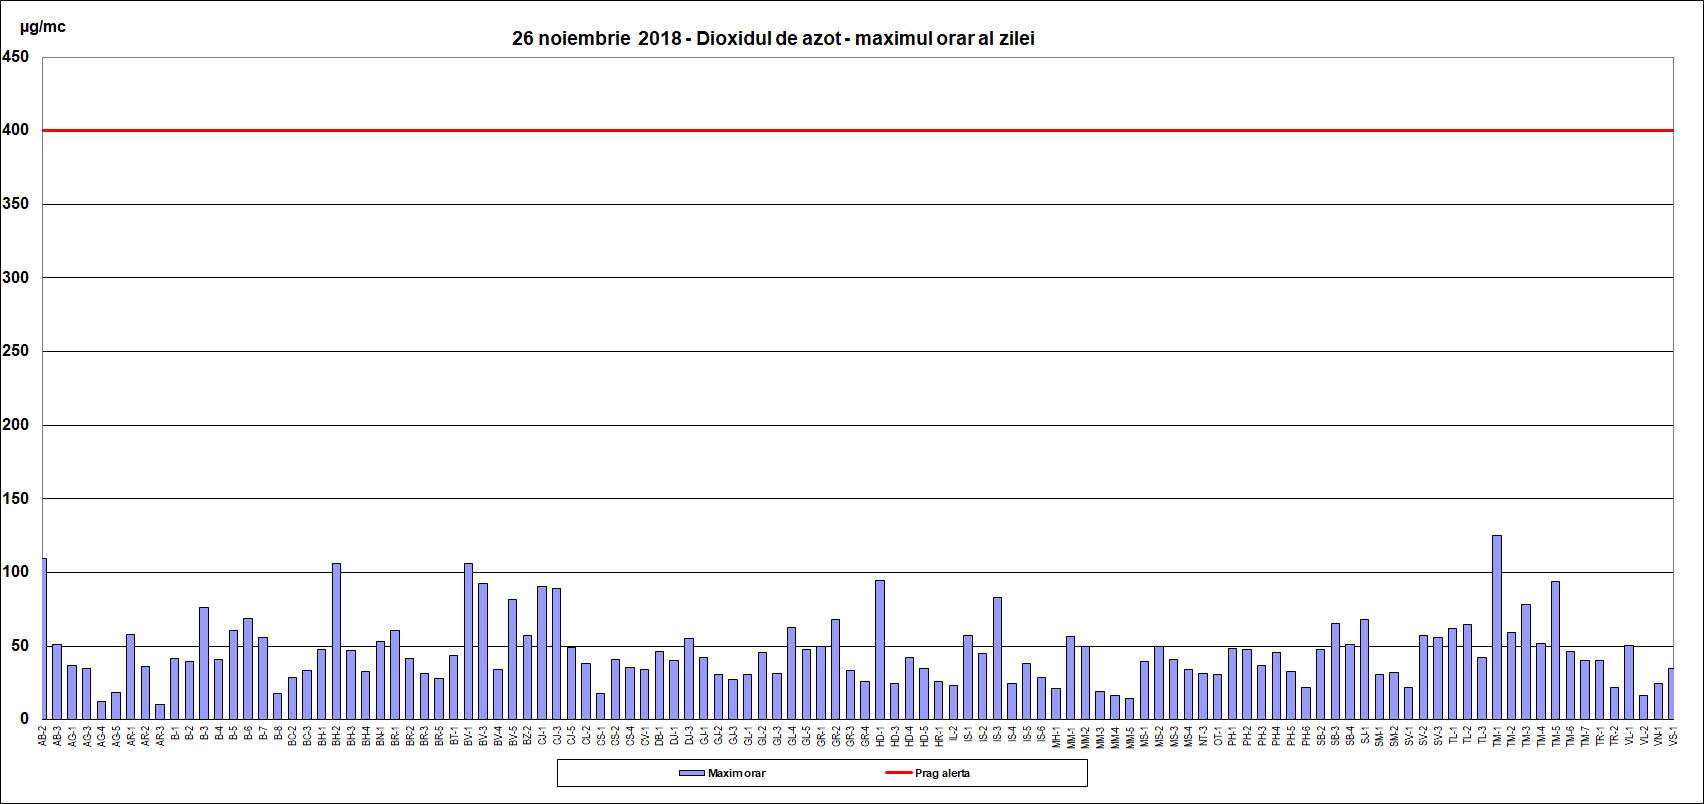 µg/mc
26 noiembrie 2018 - Dioxidul de azot - maximul orar al zilei
450
400
350
300
250
200
150
100
50
0
AB-2 AB-3 AG-1 AG-3 AG-4 AG-5 AR-1 AR-2 AR-3 B-1 B-2 B-3 B-4 B-5 B-6 B-7 B-8 BC-2 BC-3 BH-1 BH-2 BH-3 BH-4 BN-1 BR-1 BR-2 BR-3 BR-5 BT-1 BV-1 BV-3 BV-4 BV-5 BZ-2 CJ-1 CJ-3 CJ-5 CL-2 CS-1 CS-2 CS-4 CV-1 DB-1 DJ-1 DJ-3 GJ-1 GJ-2 GJ-3 GL-1 GL-2 GL-3 GL-4 GL-5 GR-1 GR-2 GR-3 GR-4 HD-1 HD-3 HD-4 HD-5 HR-1 IL-2 IS-1 IS-2 IS-3 IS-4 IS-5 IS-6 MH-1 MM-1 MM-2 MM-3 MM-4 MM-5 MS-1 MS-2 MS-3 MS-4 NT-3 OT-1 PH-1 PH-2 PH-3 PH-4 PH-5 PH-6 SB-2 SB-3 SB-4 SJ-1 SM-1 SM-2 SV-1 SV-2 SV-3 TL-1 TL-2 TL-3 TM-1 TM-2 TM-3 TM-4 TM-5 TM-6 TM-7 TR-1 TR-2 VL-1 VL-2 VN-1 VS-1
Maxim orar Prag alerta